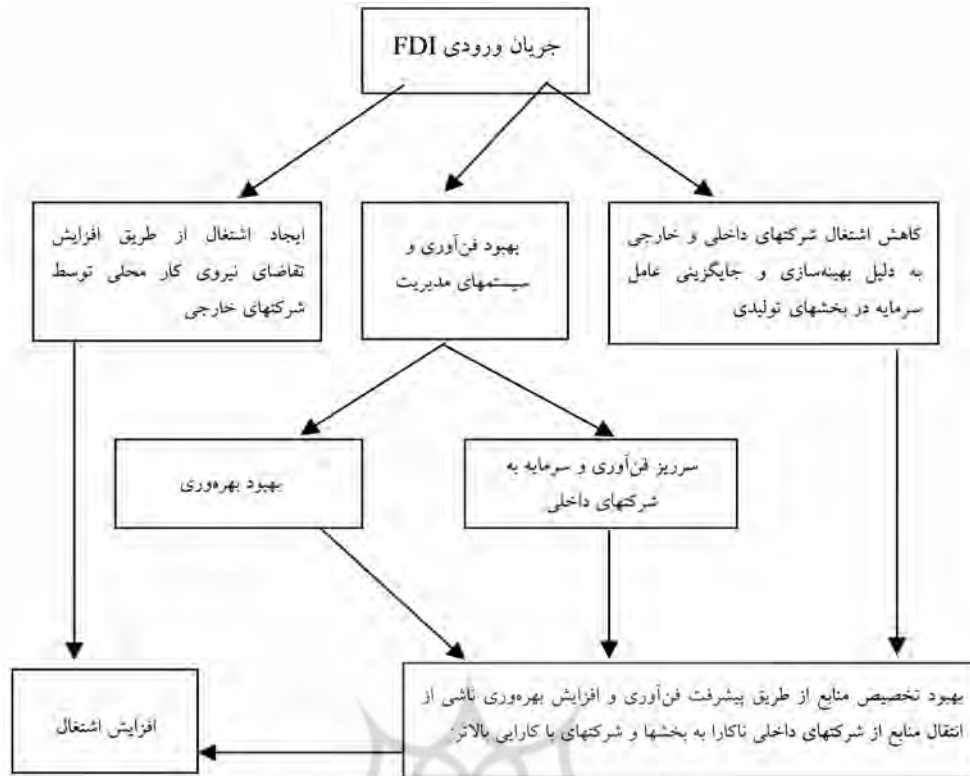 جریان ورودی FDI
کاهش اشتغال شرکتهای داخلی و خارجی
به دلیل بهینه‌سازی و جایگزینی عامل
سرمایه در بخشهای تولیدی
بهبود فن‌آوری و
سیستمهای مدیریت
ایجاد اشتغال از طریق افزایش
تقاضای نیروی کار محلی توسط
شرکتهای خارجی
سرریز فن‌آوری و سرمایه به
شرکتهای داخلی
بهبود بهره‌وری
بهبود تخصیص منابع از طریق پیشرفت فن‌آوری و افزایش بهره‌وری ناشی از
انتقال منابع از شرکتهای داخلی ناکارا به بخشها و شرکتهای با کارایی بالاتر.
افزایش اشتغال